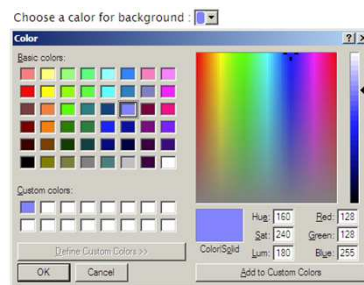 Choose a calor for background :
Color
Basic colors:
Custom colors:
Define Custom Colors >>
OK
Cancel
Color|Solid
Hue: 160
Sat: 240
Lum: 180
Red: 128
Green: 128
Blue: 255
Add to Custom Colors